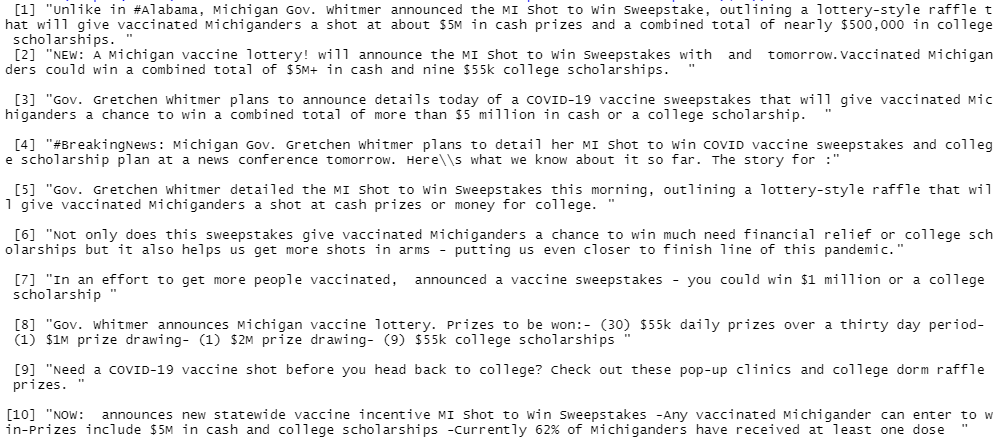 [1] "Unlike in #Alabama, Michigan Gov. Whitmer announced the MI Shot to Win Sweepstake, outlining a lottery-style raffle t
hat will give vaccinated Michiganders a shot at about $5M in cash prizes and a combined total of nearly $500,000 in college
scholarships. "
[2] "NEW: A Michigan vaccine lottery! will announce the MI Shot to Win Sweepstakes with  and  tomorrow.Vaccinated Michigan
ders could win a combined total of $5M+ in cash and nine $55k college scholarships.  "
[3] "Gov. Gretchen Whitmer plans to announce details today of a COVID-19 vaccine sweepstakes that will give vaccinated Mic
higanders a chance to win a combined total of more than $5 million in cash or a college scholarship.  "
[4] "#BreakingNews: Michigan Gov. Gretchen Whitmer plans to detail her MI Shot to Win COVID vaccine sweepstakes and colleg
e scholarship plan at a news conference tomorrow. Here\\s what we know about it so far. The story for :"
[5] "Gov. Gretchen Whitmer detailed the MI Shot to Win Sweepstakes this morning, outlining a lottery-style raffle that wil
l give vaccinated Michiganders a shot at cash prizes or money for college. "
[6] "Not only does this sweepstakes give vaccinated Michiganders a chance to win much need financial relief or college sch
olarships but it also helps us get more shots in arms - putting us even closer to finish line of this pandemic."
[7] "In an effort to get more people vaccinated,  announced a vaccine sweepstakes - you could win $1 million or a college
scholarship "
[8] "Gov. Whitmer announces Michigan vaccine lottery. Prizes to be won:- (30) $55k daily prizes over a thirty day period-
(1) $1M prize drawing- (1) $2M prize drawing- (9) $55k college scholarships "
[9] "Need a COVID-19 vaccine shot before you head back to college? Check out these pop-up clinics and college dorm raffle
prizes. "
[10] "NOW:  announces new statewide vaccine incentive MI Shot to Win Sweepstakes -Any vaccinated Michigander can enter to w
in-Prizes include $5M in cash and college scholarships -Currently 62% of Michiganders have received at least one dose  "